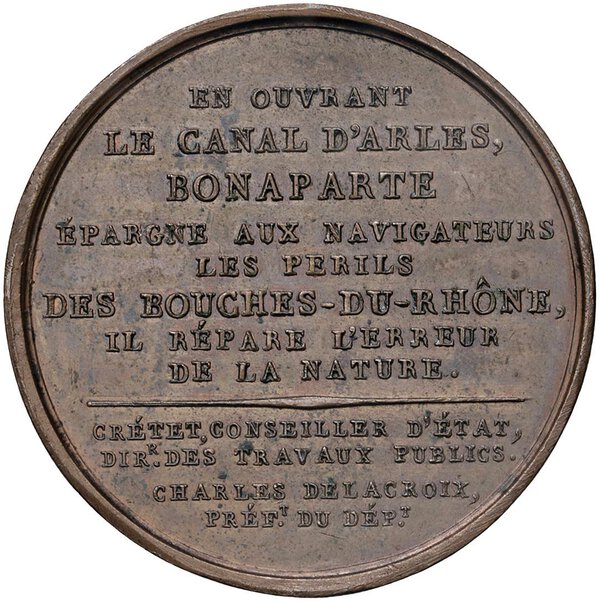 EN OUVRANT
LE CANAL D'ARLES,
BONAPARTE
ÉPARGNE AUX NAVIGATEURS
LES PERILS
DES BOUCHES-DU-RHÔNE,
IL RÉPARE L'ERREUR
DE LA NATURE.
CRÉTET, CONSEILLER D'ÉTAT,
DIR.R DES TRAVAUX PUBLICS.
CHARLES DELACROIX,
PRÉF.T DU DÉP.T